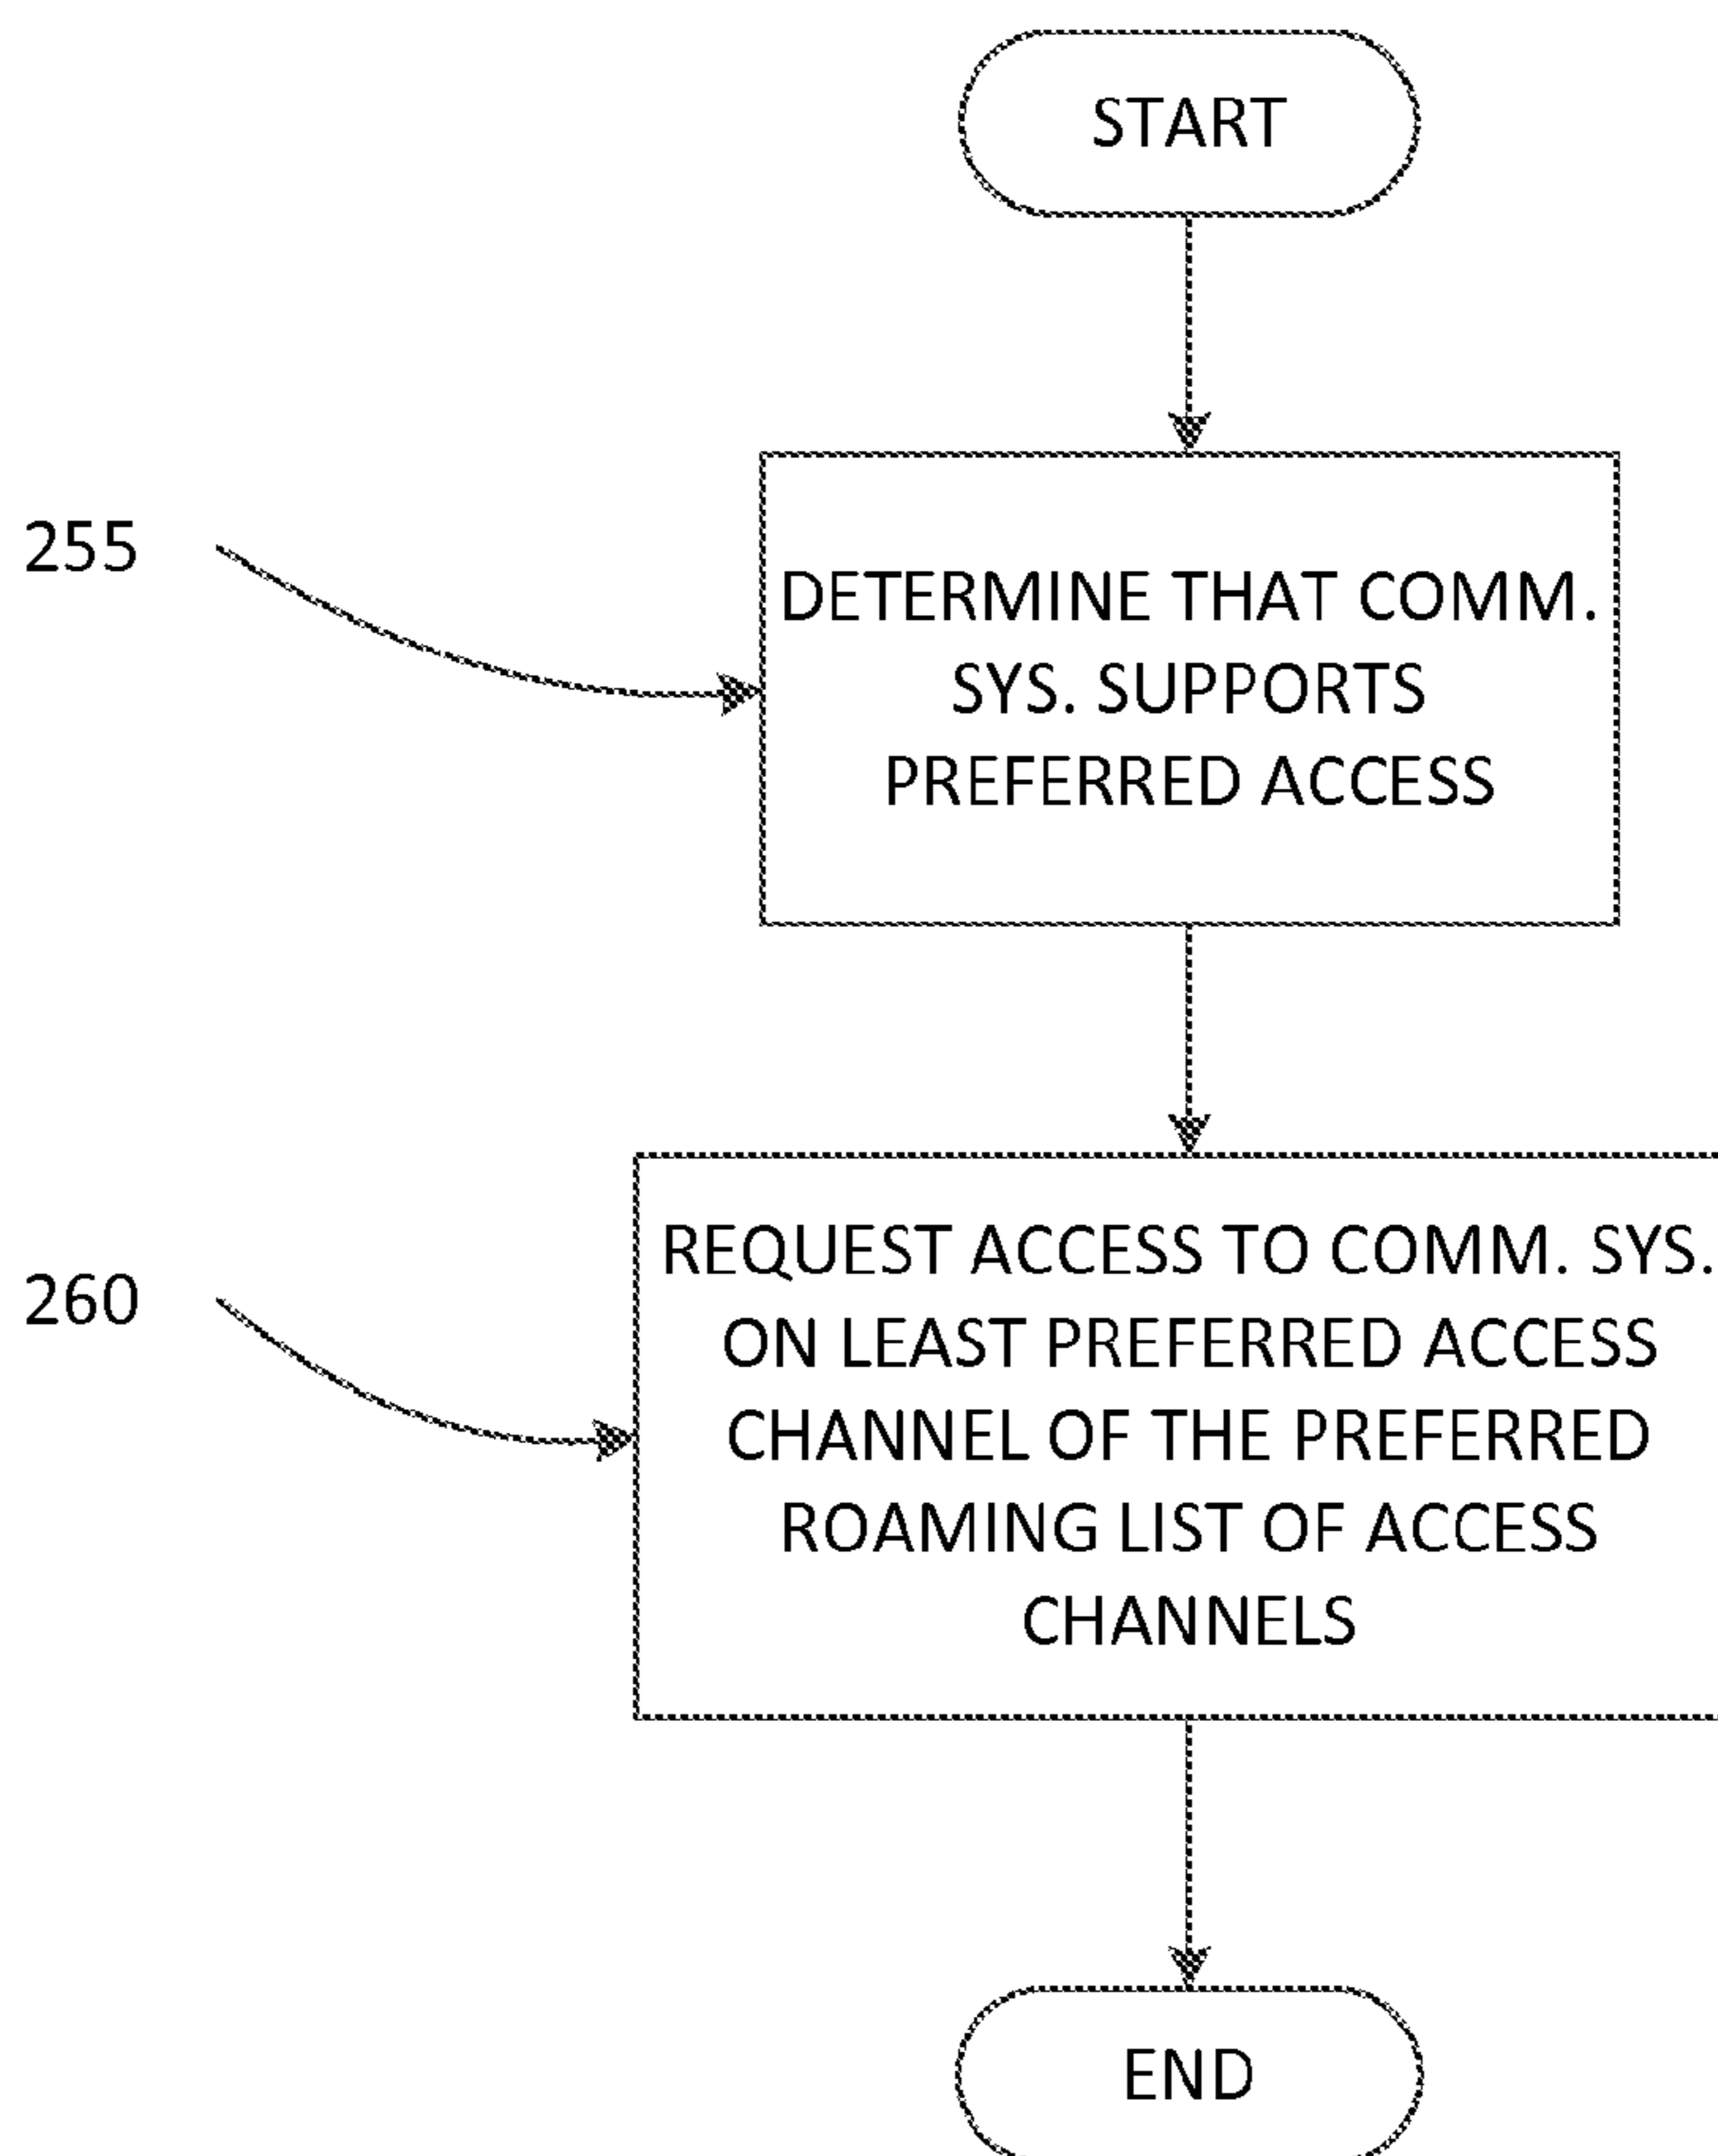 START
255
DETERMINE THAT COMM.
SYS. SUPPORTS
PREFERRED ACCESS
260
REQUEST ACCESS TO COMM. SYS.
ON LEAST PREFERRED ACCESS
CHANNEL OF THE PREFERRED
ROAMING LIST OF ACCESS
CHANNELS
END